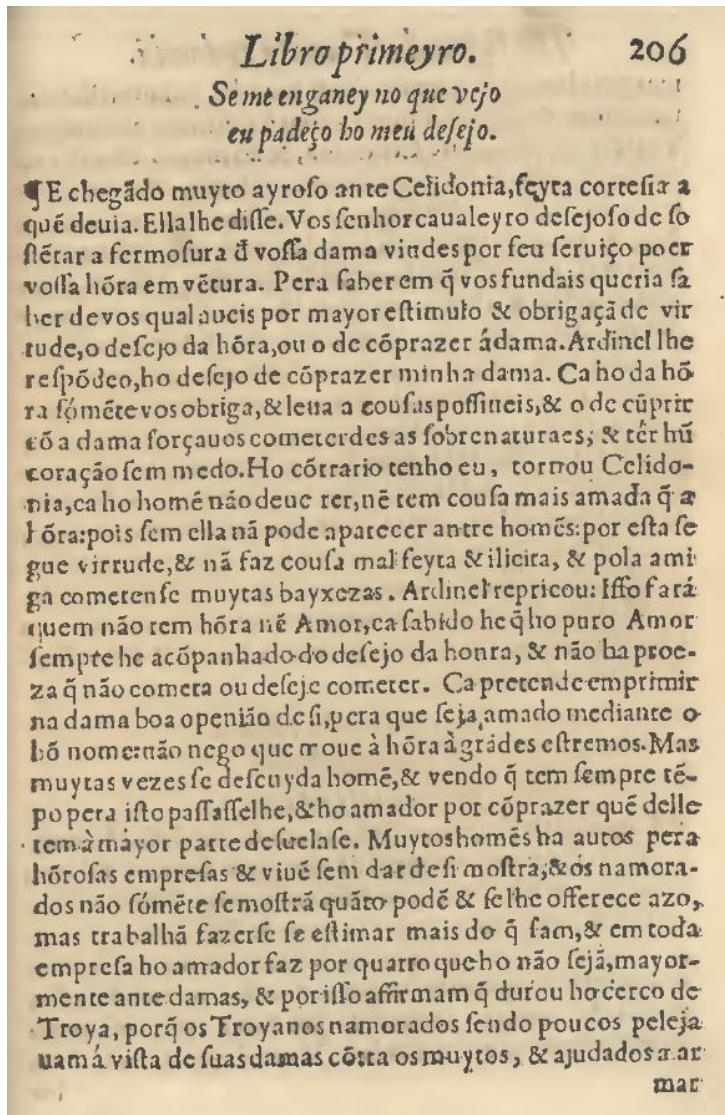 Libro primeyro. 206
Se me enganey no que vejo
eu padeço ho meu deſejo.
¶E chegãdo muyto ayroſo ante Celidonia, feyta corteſia a
quẽ deuia. Ella lhe diſſe. Vos ſenhor caualeyro deſejoſo de ſo
ſtẽtar a fermoſura đ voſſa dama vindes por ſeu ſeruiço poer
voſſa hõra em vẽtura. Pera ſaber em q̃ vos fundais queria ſa
ber de vos qual aueis por mayor eſtimulo & obrigaçã de vir
tude, o deſejo da hõra, ou o de cõprazer á dama. Ardinel lhe
reſpõdeo, ho deſejo de cõprazer minha dama. Ca ho da hõ
ra ſómẽte vos obriga, & leua a couſas poſſiueis, & o de cũprir
cõ a dama forçauos cometerdes as ſobrenaturaes; & tẽr hũ
coração ſem medo. Ho cõtrario tenho eu, tornou Celido-
nia, ca ho homẽ não deue ter, nẽ tem couſa mais amada q̃ a
hõra: pois ſem ella nã pode aparecer antre homẽs: por eſta ſe
gue virtude, & nã faz couſa mal feyta & ilicita, & pola ami
ga cometenſe muytas bayxezas. Ardinel repricou: Iſſo fará
quem não tem hõra nẽ Amor, ca ſabido he q̃ ho puro Amor
ſempre he acõpanhado do deſejo da honra, & não ha proe-
za q̃ não cometa ou deſeje cometer. Ca pretende emprimir
na dama boa openião de ſi, pera que ſeja amado mediante o
bõ nome: não nego que moue à hõra à grãdes eſtremos. Mas
muytas vezes ſe deſcuyda homẽ, & vendo q̃ tem ſempre tẽ-
po pera iſto paſſaſſelhe, & ho amador por cõprazer quẽ delle
tem à mayor parte deſuelaſe. Muytos homẽs ha autos pera
hõroſas empreſas & viuẽ ſem dar de ſi moſtra; & os namora-
dos não ſómẽte ſe moſtrã quãto podẽ & ſe lhe offerece azo,
mas trabalhã fazerſe ſe eſtimar mais do q̃ ſam, & em toda
empreſa ho amador faz por quatro que ho não ſejã, mayor-
mente ante damas, & por iſſo affirmam q̃ durou ho cerco de
Troya, porq̃ os Troyanos namorados ſendo poucos peleja
uam á viſta de ſuas damas cõtra os muytos, & ajudados a ar
mar